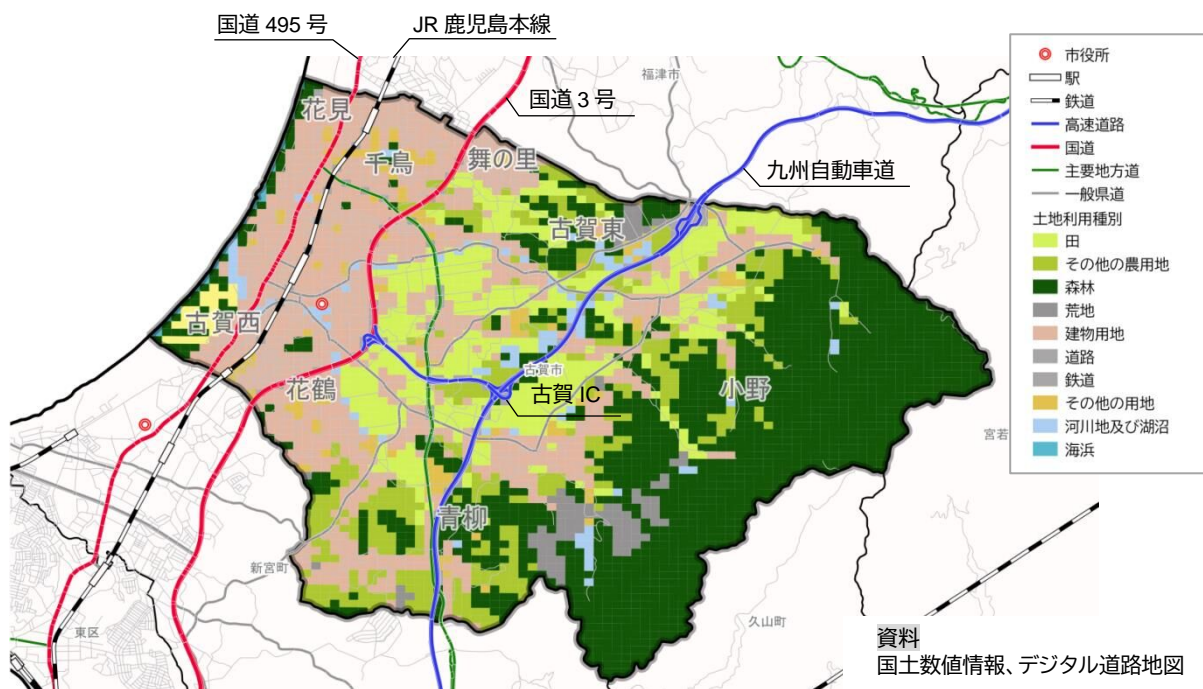 国道 495 号
JR 鹿児島本線
国道 3 号
九州自動車道
福津市
花見
千鳥
舞の里
古賀東
古賀西
花鶴
古賀市
古賀 IC
小野
青柳
新宮町
東区
久山町
宮若
市役所
駅
鉄道
高速道路
国道
主要地方道
一般県道
土地利用種別
田
その他の農用地
森林
荒地
建物用地
道路
鉄道
その他の用地
河川地及び湖沼
海浜
資料
国土数値情報、デジタル道路地図